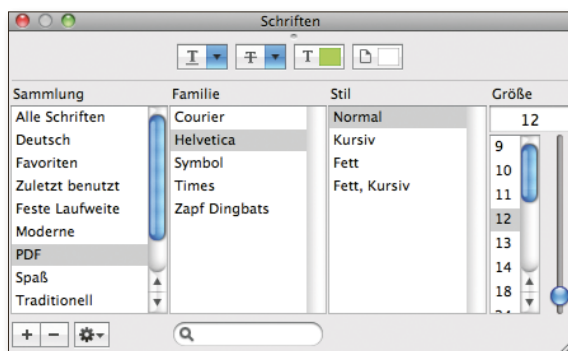 Schriften
T T T
Sammlung Familie Stil Größe
Alle Schriften
Deutsch
Favoriten
Zuletzt benutzt
Feste Laufweite
Moderne
PDF
Spaß
Traditionell
Courier
Helvetica
Symbol
Times
Zapf Dingbats
Normal
Kursiv
Fett
Fett, Kursiv
12
9
10
11
12
13
14
18